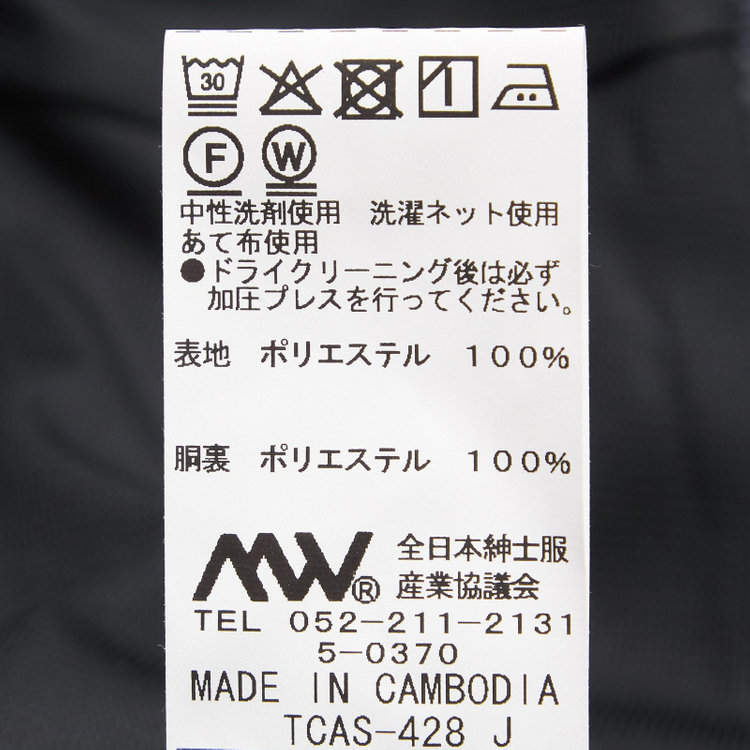 30
F W
中性洗剤使用　洗濯ネット使用
あて布使用
●ドライクリーニング後は必ず
加圧プレスを行ってください。
表地　ポリエステル　１００％
胴裏　ポリエステル　１００％
MW® 全日本紳士服
産業協議会
TEL 052-211-2131
5-0370
MADE IN CAMBODIA
TCAS-428 J